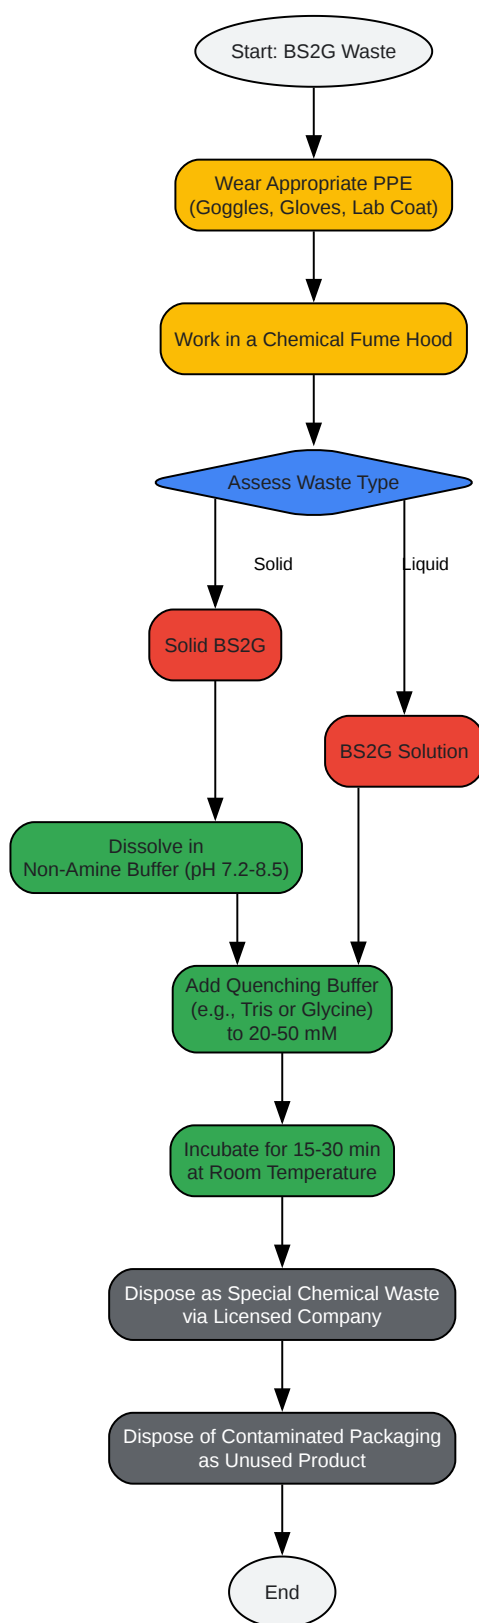 Start: BS2G Waste
Wear Appropriate PPE
(Goggles, Gloves, Lab Coat)
Work in a Chemical Fume Hood
Assess Waste Type
Solid
Liquid
Solid BS2G
BS2G Solution
Dissolve in
Non-Amine Buffer (pH 7.2-8.5)
Add Quenching Buffer
(e.g., Tris or Glycine)
to 20-50 mM
Incubate for 15-30 min
at Room Temperature
Dispose as Special Chemical Waste
via Licensed Company
Dispose of Contaminated Packaging
as Unused Product
End